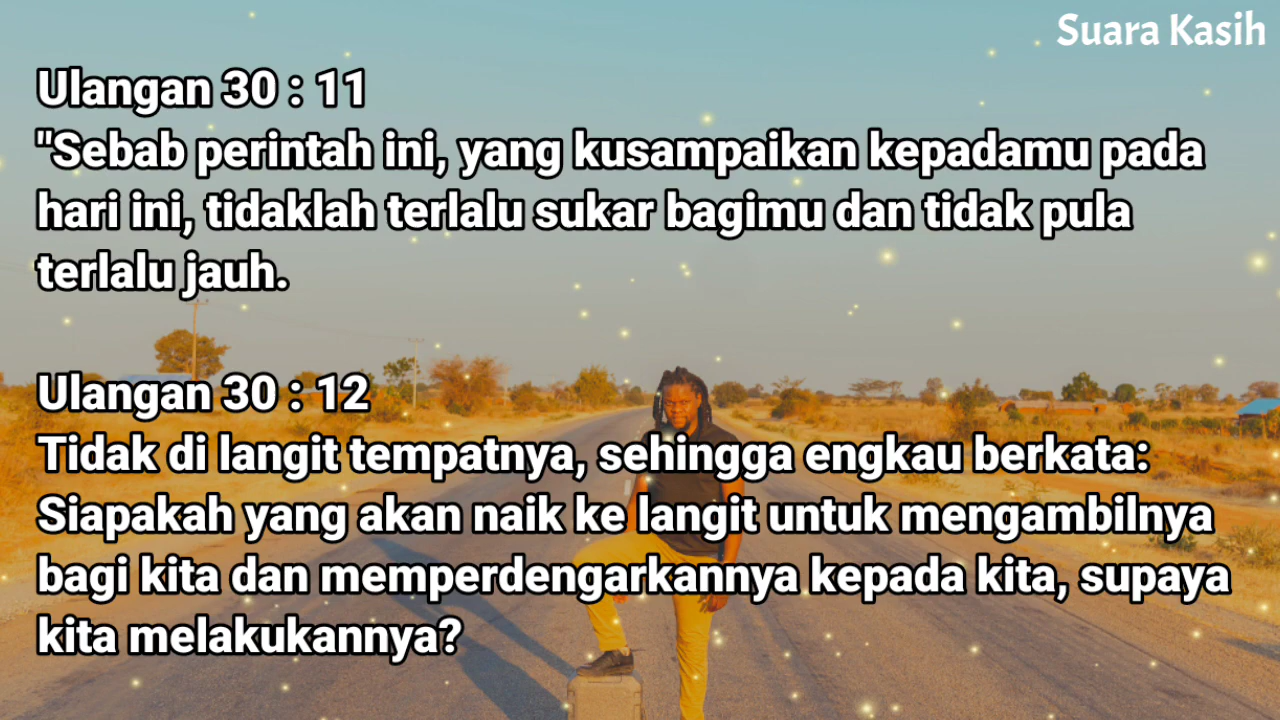 Suara Kasih
Ulangan 30 : 11
"Sebab perintah ini, yang kusampaikan kepadamu pada
hari ini, tidaklah terlalu sukar bagimu dan tidak pula
terlalu jauh.
Ulangan 30 : 12
Tidak di langit tempatnya, sehingga engkau berkata:
Siapakah yang akan naik ke langit untuk mengambilnya
bagi kita dan memperdengarkannya kepada kita, supaya
kita melakukannya?